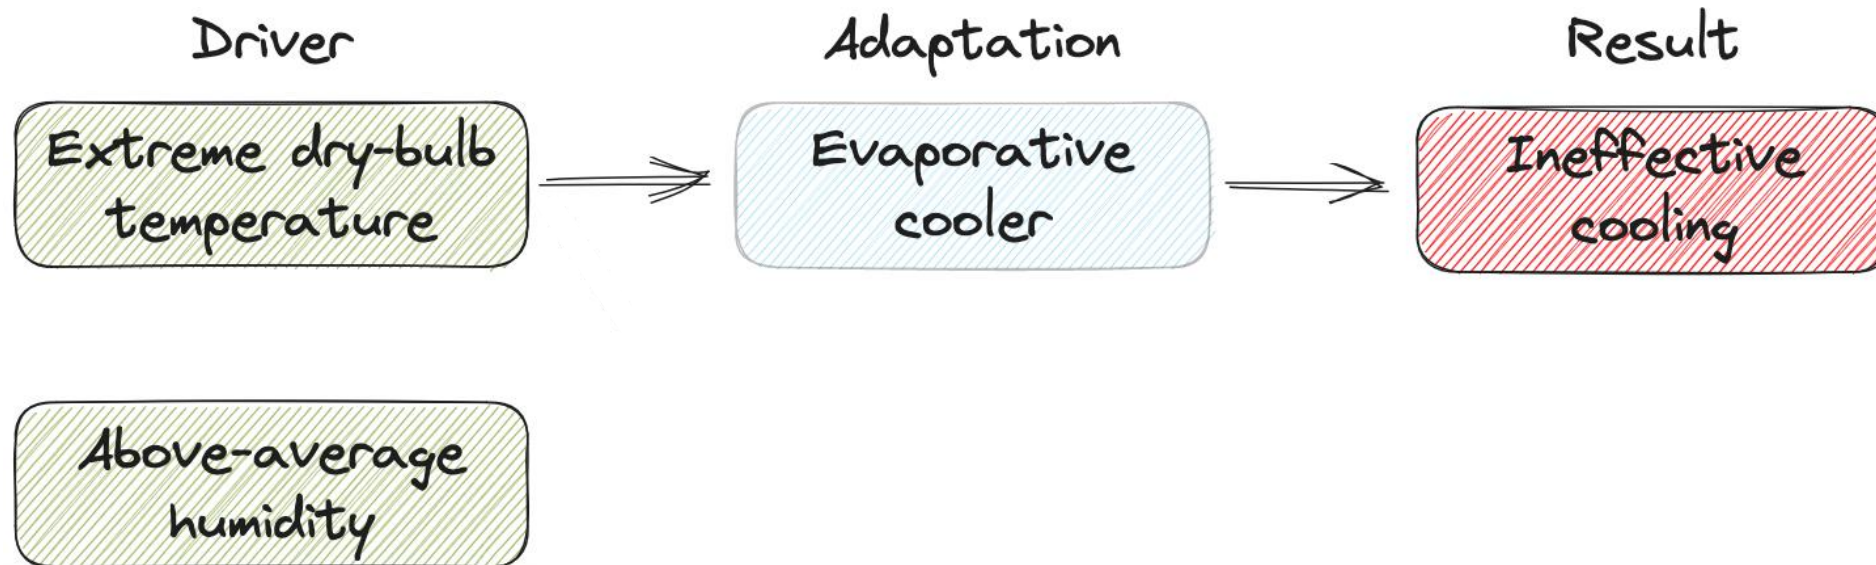 Driver
Adaptation
Result
Extreme dry-bulb
temperature
Evaporative
cooler
Ineffective
cooling
Above-average
humidity